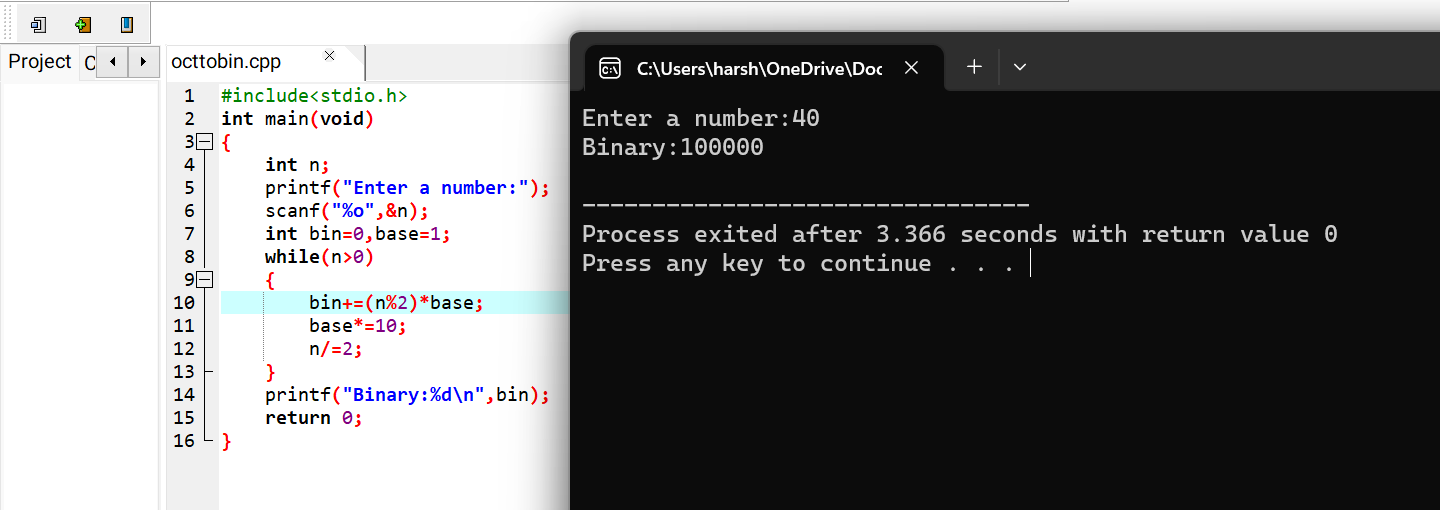 Project C
octtobin.cpp
1 #include<stdio.h>
2 int main(void)
3 {
4 int n;
5 printf("Enter a number:");
6 scanf("%o",&n);
7 int bin=0,base=1;
8 while(n>0)
9 {
10 bin+=(n%2)*base;
11 base*=10;
12 n/=2;
13 }
14 printf("Binary:%d\n",bin);
15 return 0;
16 }
C:\Users\harsh\OneDrive\Doc
Enter a number:40
Binary:100000
--------------------------------
Process exited after 3.366 seconds with return value 0
Press any key to continue . . .